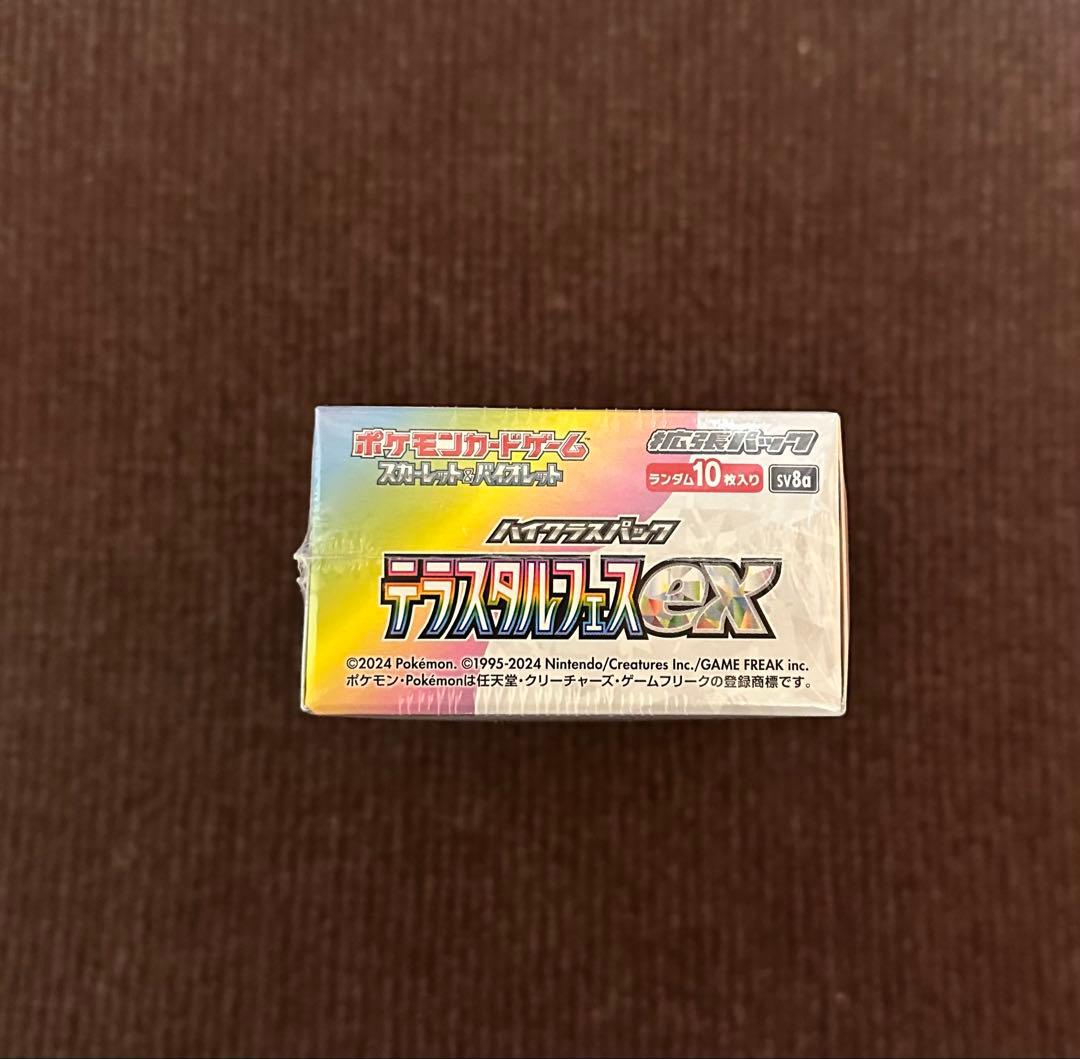 ポケモンカードゲーム™
スカーレット&バイオレット
拡張パック
ランダム10枚入り sv8a
ハイクラスパック
テラスタルフェスex
©2024 Pokémon. ©1995-2024 Nintendo/Creatures Inc./GAME FREAK inc.
ポケモン・Pokémonは任天堂・クリーチャーズ・ゲームフリークの登録商標です。